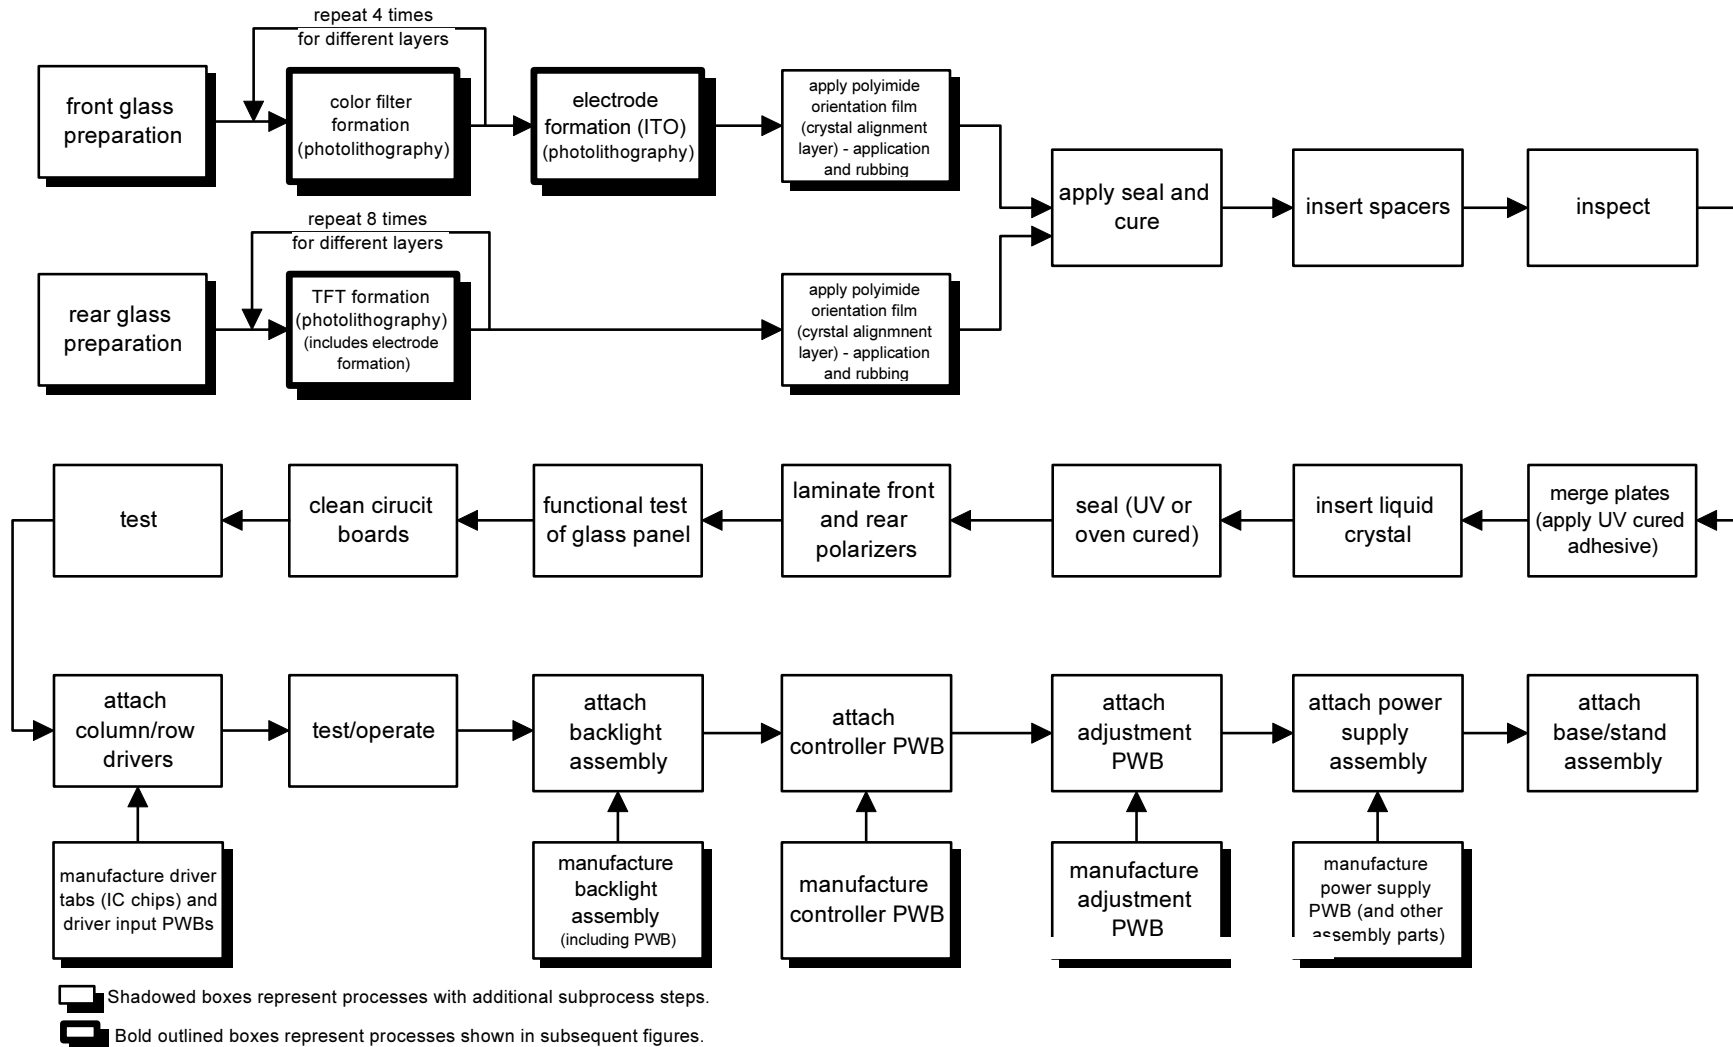 repeat 4 times
for different layers
front glass
preparation
color filter
formation
(photolithography)
electrode
formation (ITO)
(photolithography)
apply polyimide
orientation film
(crystal alignment
layer) - application
and rubbing
apply seal and
cure
insert spacers
inspect
repeat 8 times
for different layers
rear glass
preparation
TFT formation
(photolithography)
(includes electrode
formation)
apply polyimide
orientation film
(cyrstal alignmnent
layer) - application
and rubbing
test
clean cirucit
boards
functional test
of glass panel
laminate front
and rear
polarizers
seal (UV or
oven cured)
insert liquid
crystal
merge plates
(apply UV cured
adhesive)
attach
column/row
drivers
test/operate
attach
backlight
assembly
attach
controller PWB
attach
adjustment
PWB
attach power
supply
assembly
attach
base/stand
assembly
manufacture driver
tabs (IC chips) and
driver input PWBs
manufacture
backlight
assembly
(including PWB)
manufacture
controller PWB
manufacture
adjustment
PWB
manufacture
power supply
PWB (and other
assembly parts)
Shadowed boxes represent processes with additional subprocess steps.
Bold outlined boxes represent processes shown in subsequent figures.